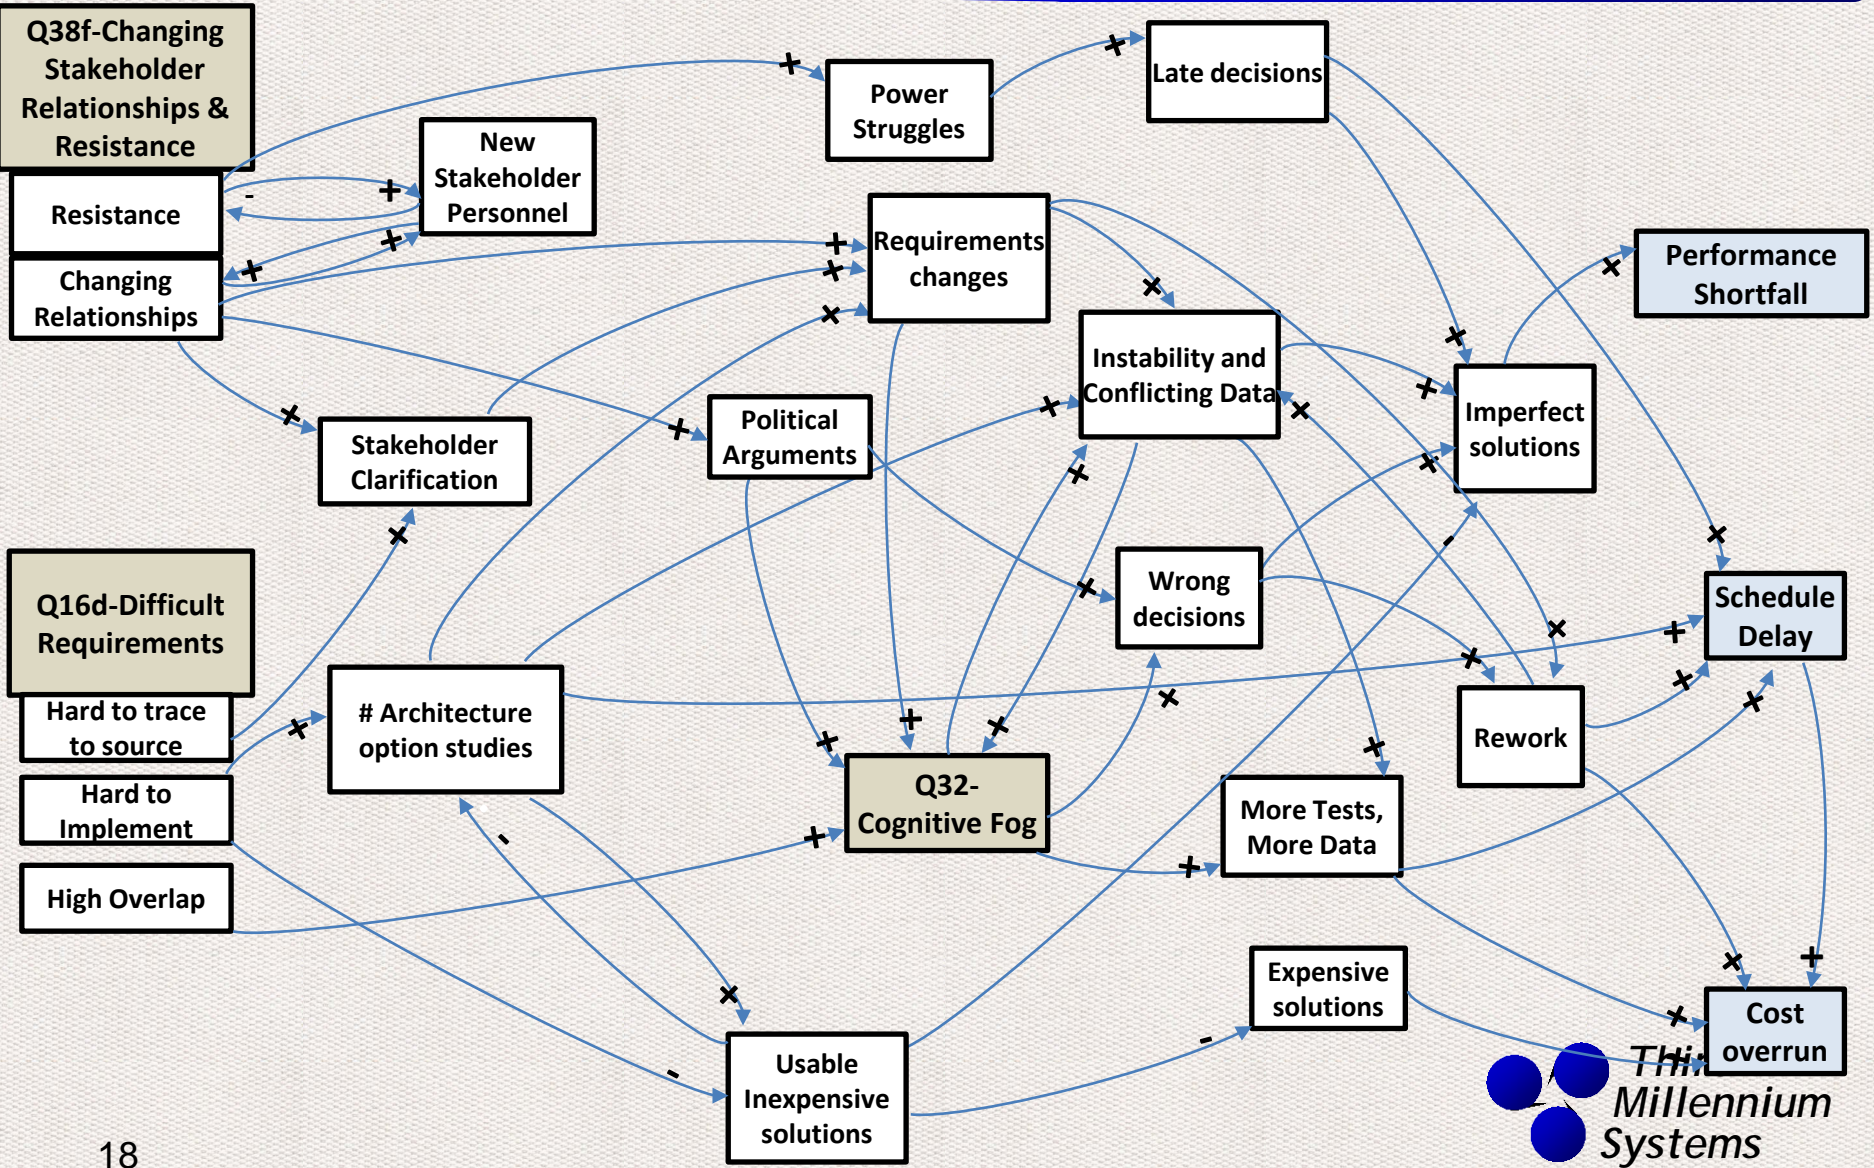 Q38f-Changing
Stakeholder
Relationships &
Resistance
Resistance
Changing
Relationships
New
Stakeholder
Personnel
Power
Struggles
Late decisions
Requirements
changes
Performance
Shortfall
Instability and
Conflicting Data
Imperfect
solutions
Political
Arguments
Stakeholder
Clarification
Q16d-Difficult
Requirements
Hard to trace
to source
Hard to
Implement
High Overlap
# Architecture
option studies
Wrong
decisions
Schedule
Delay
Rework
Q32-
Cognitive Fog
More Tests,
More Data
Expensive
solutions
Cost
overrun
Usable
Inexpensive
solutions
Millennium
Systems
18